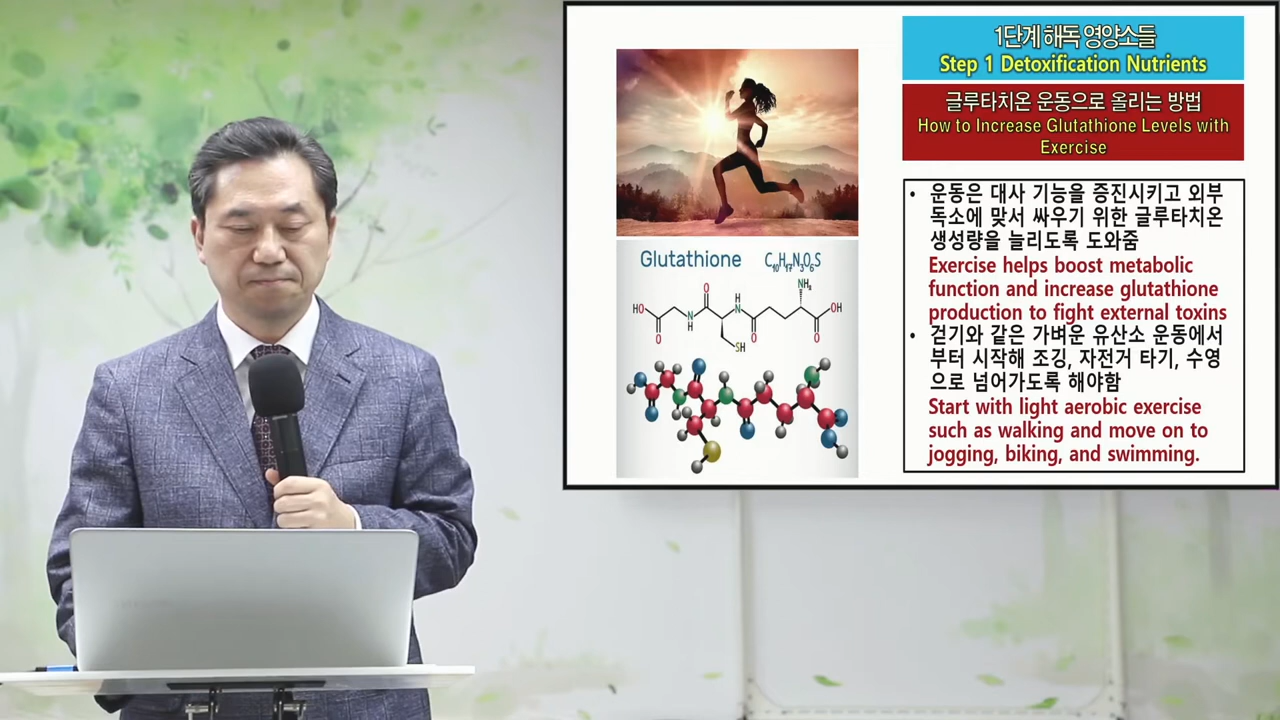 1단계 해독 영양소들
Step 1 Detoxification Nutrients
글루타치온 운동으로 올리는 방법
How to Increase Glutathione Levels with
Exercise
Glutathione C10H17N3O6S
NH2
O
H
HO
OH
N
H
N
O
O
O
SH
• 운동은 대사 기능을 증진시키고 외부
독소에 맞서 싸우기 위한 글루타치온
생성량을 늘리도록 도와줌
Exercise helps boost metabolic
function and increase glutathione
production to fight external toxins
• 걷기와 같은 가벼운 유산소 운동에서
부터 시작해 조깅, 자전거 타기, 수영
으로 넘어가도록 해야함
Start with light aerobic exercise
such as walking and move on to
jogging, biking, and swimming.